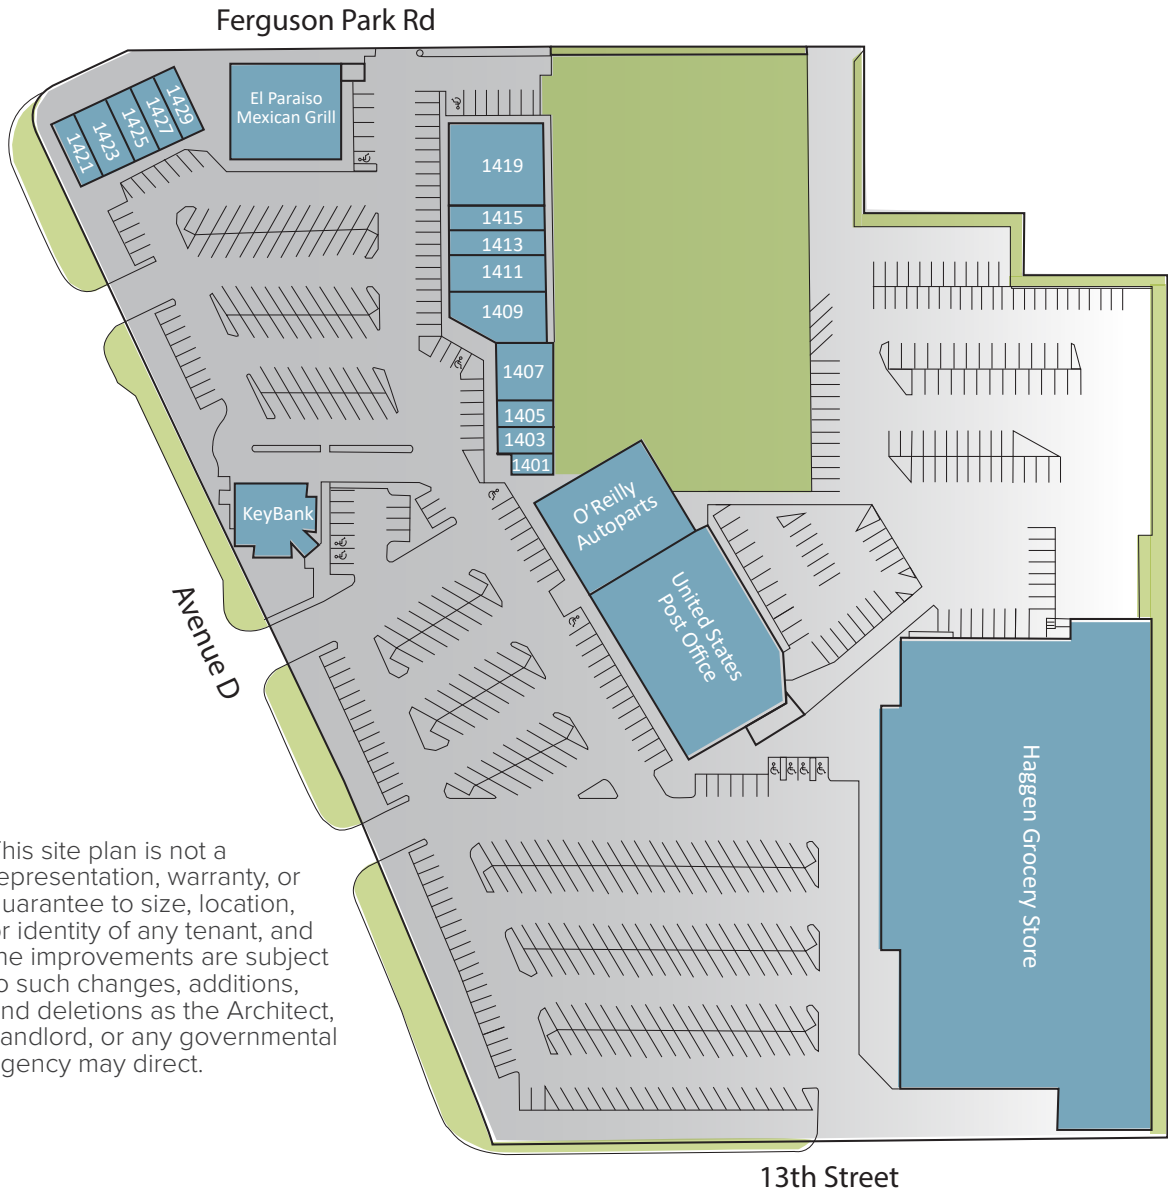 Ferguson Park Rd
1421
1423
1425
1427
1429
El Paraiso
Mexican Grill
1419
1415
1413
1411
1409
1407
1405
1403
1401
KeyBank
O'Reilly
Autoparts
United States
Post Office
Avenue D
Haggen Grocery Store
his site plan is not a
epresentation, warranty, or
uarantee to size, location,
r identity of any tenant, and
he improvements are subject
o such changes, additions,
nd deletions as the Architect,
andlord, or any governmental
gency may direct.
13th Street